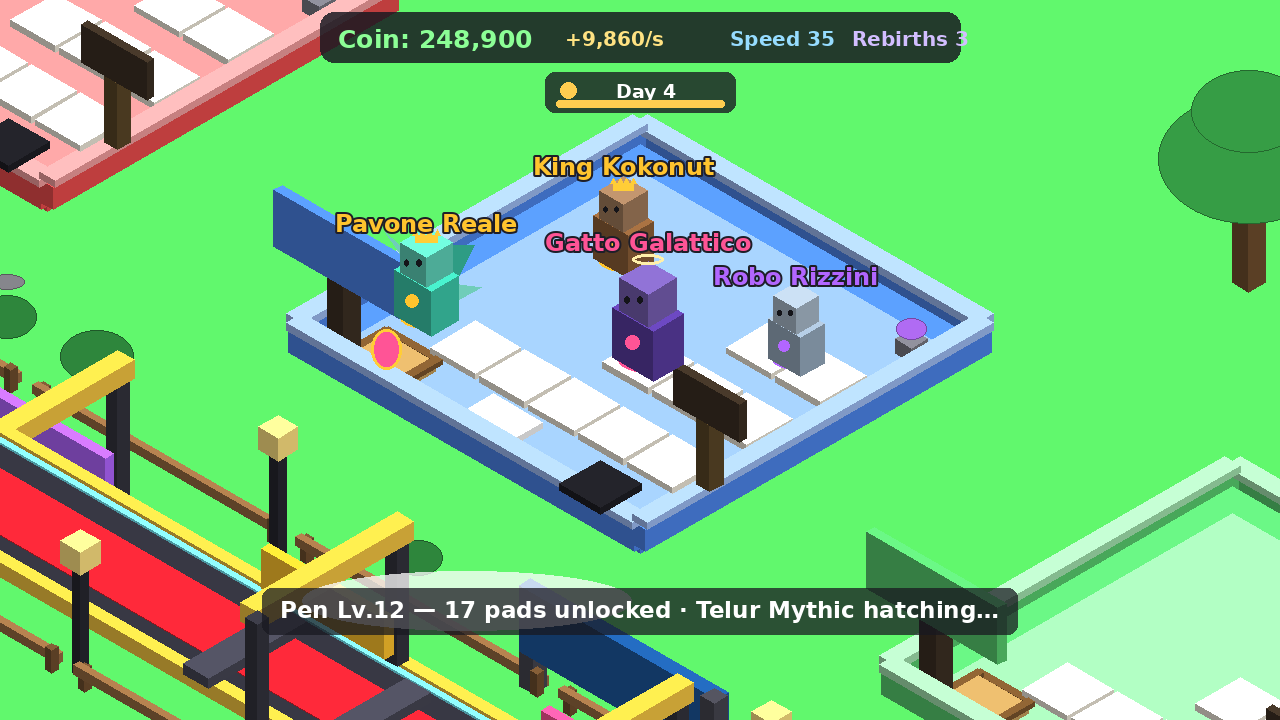 Coin: 248,900 +9,860/s Speed 35 Rebirths 3
Day 4
King Kokonut
Pavone Reale
Gatto Galattico
Robo Rizzini
Pen Lv.12 — 17 pads unlocked · Telur Mythic hatching…